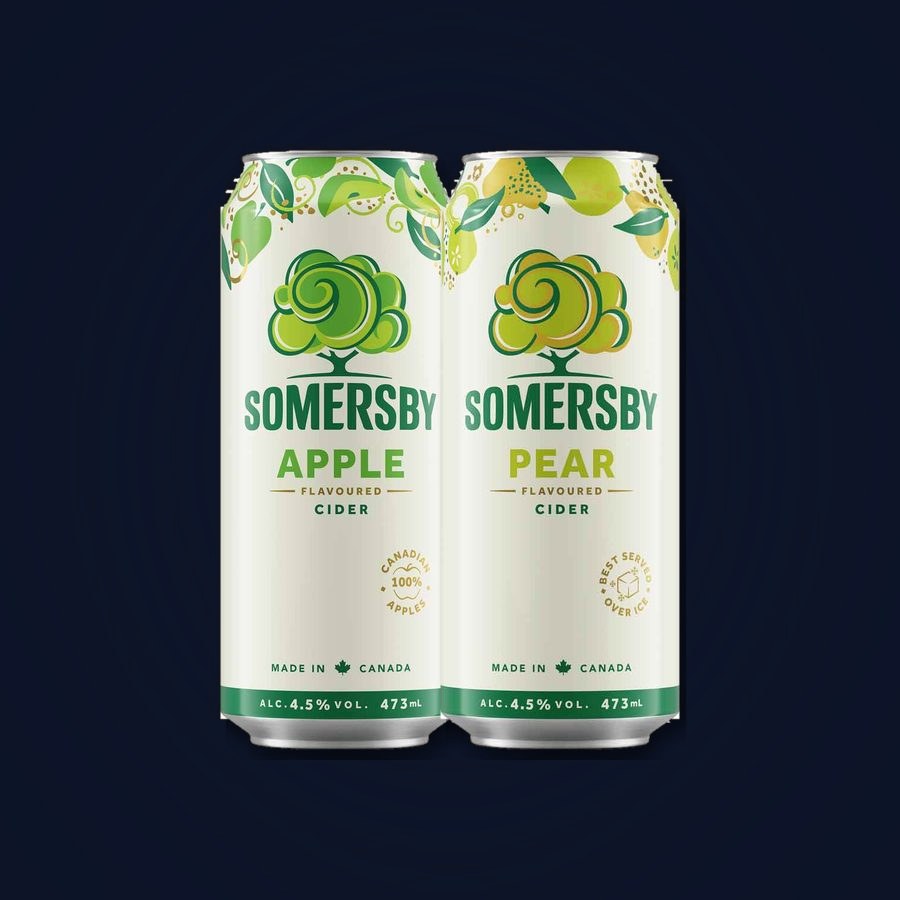 SOMERSBY
APPLE
FLAVOURED
CIDER
CANADIAN
100%
APPLES
MADE IN CANADA
ALC. 4.5% VOL. 473mL
SOMERSBY
PEAR
FLAVOURED
CIDER
BEST SERVED
OVER ICE
MADE IN CANADA
ALC. 4.5% VOL. 473mL